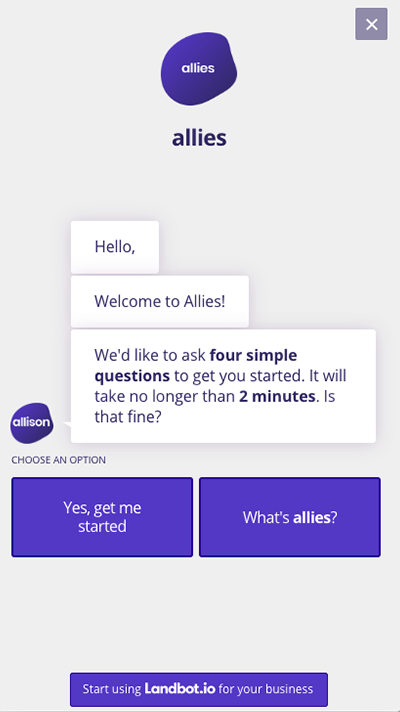 ×
allies
allies
Hello,
Welcome to Allies!
We'd like to ask four simple
questions to get you started. It will
take no longer than 2 minutes. Is
that fine?
allison
CHOOSE AN OPTION
Yes, get me
started
What's allies?
Start using Landbot.io for your business